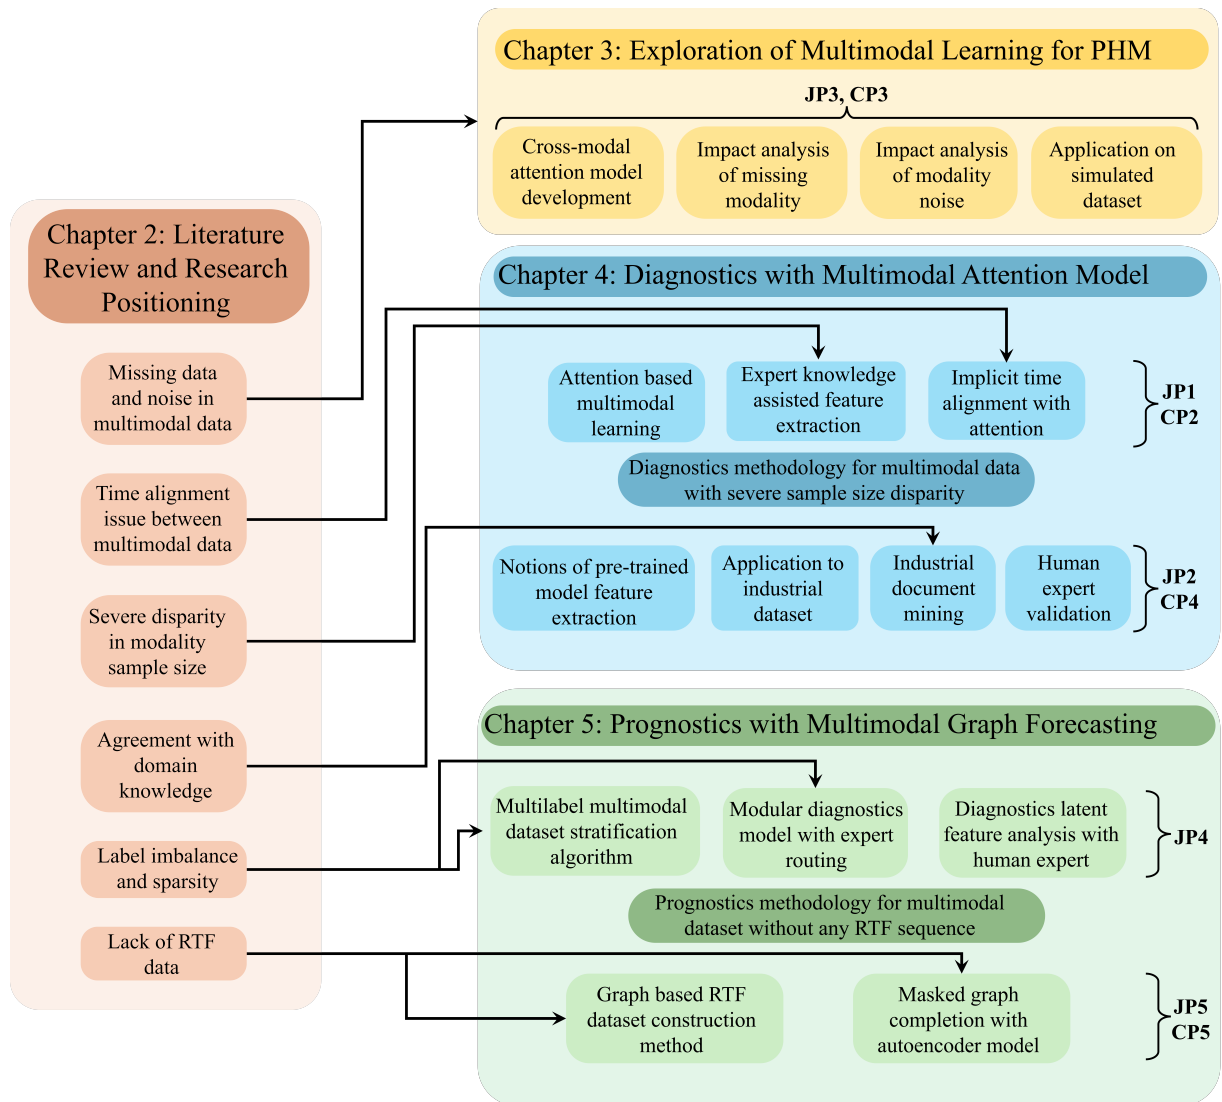 Chapter 2: Literature
Review and Research
Positioning
Missing data
and noise in
multimodal data
Time alignment
issue between
multimodal data
Severe disparity
in modality
sample size
Agreement with
domain
knowledge
Label imbalance
and sparsity
Lack of RTF
data
Chapter 3: Exploration of Multimodal Learning for PHM
JP3, CP3
Cross-modal
attention model
development
Impact analysis
of missing
modality
Impact analysis
of modality
noise
Application on
simulated
dataset
Chapter 4: Diagnostics with Multimodal Attention Model
Attention based
multimodal
learning
Expert knowledge
assisted feature
extraction
Implicit time
alignment with
attention
JP1
CP2
Diagnostics methodology for multimodal data
with severe sample size disparity
Notions of pre-trained
model feature
extraction
Application to
industrial
dataset
Industrial
document
mining
Human
expert
validation
JP2
CP4
Chapter 5: Prognostics with Multimodal Graph Forecasting
Multilabel multimodal
dataset stratification
algorithm
Modular diagnostics
model with expert
routing
Diagnostics latent
feature analysis with
human expert
JP4
Prognostics methodology for multimodal
dataset without any RTF sequence
Graph based RTF
dataset construction
method
Masked graph
completion with
autoencoder model
JP5
CP5